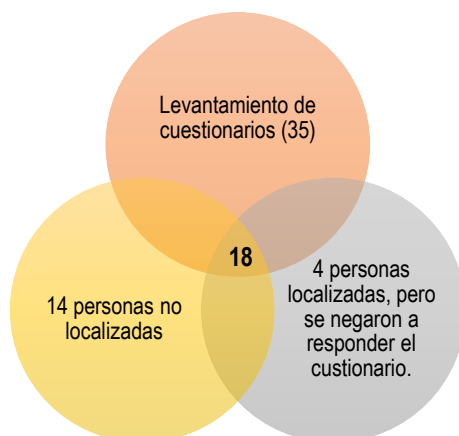 Levantamiento de
cuestionarios (35)
18
14 personas no
localizadas
4 personas
localizadas, pero
se negaron a
responder el
custionario.